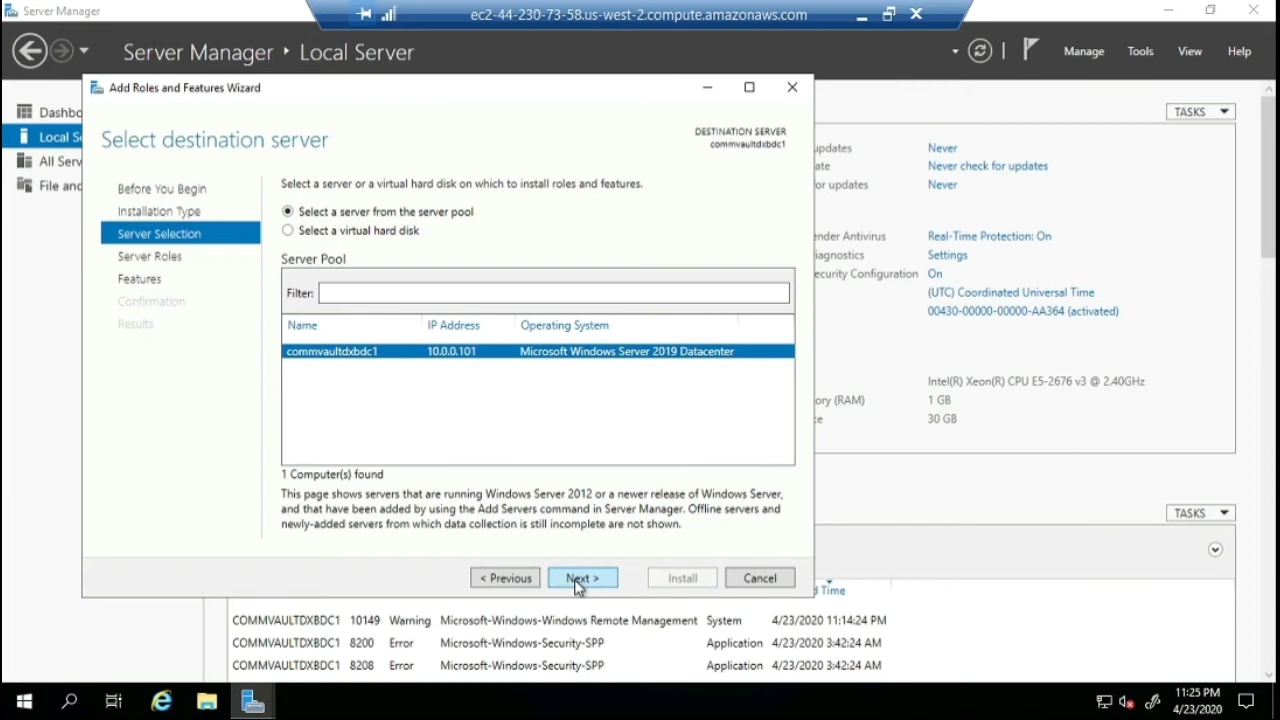 Server Manager
ec2-44-230-73-58.us-west-2.compute.amazonaws.com
Server Manager
Local Server
Manage
Tools
View
Help
Add Roles and Features Wizard
Select destination server
DESTINATION SERVER
commvaultdxbdc1
Before You Begin
Installation Type
Server Selection
Server Roles
Features
Confirmation
Results
Select a server or a virtual hard disk on which to install roles and features.
Select a server from the server pool
Select a virtual hard disk
Server Pool
Filter:
Name IP Address Operating System
commvaultdxbdc1 10.0.0.101 Microsoft Windows Server 2019 Datacenter
1 Computer(s) found
This page shows servers that are running Windows Server 2012 or a newer release of Windows Server,
and that have been added by using the Add Servers command in Server Manager. Offline servers and
newly-added servers from which data collection is still incomplete are not shown.
< Previous
Next >
Install
Cancel
Dashbo
Local Se
All Serv
File and
TASKS
updates Never
ate Never check for updates
for updates Never
ender Antivirus Real-Time Protection: On
iagnostics Settings
ecurity Configuration On
(UTC) Coordinated Universal Time
00430-00000-00000-AA364 (activated)
Intel(R) Xeon(R) CPU E5-2676 v3 @ 2.40GHz
ory (RAM) 1 GB
ce 30 GB
TASKS
d Time
COMMVAULTDXBDC1 10149 Warning Microsoft-Windows-Windows Remote Management System 4/23/2020 11:14:24 PM
COMMVAULTDXBDC1 8200 Error Microsoft-Windows-Security-SPP Application 4/23/2020 3:42:24 AM
COMMVAULTDXBDC1 8208 Error Microsoft-Windows-Security-SPP Application 4/23/2020 3:42:24 AM
11:25 PM
4/23/2020